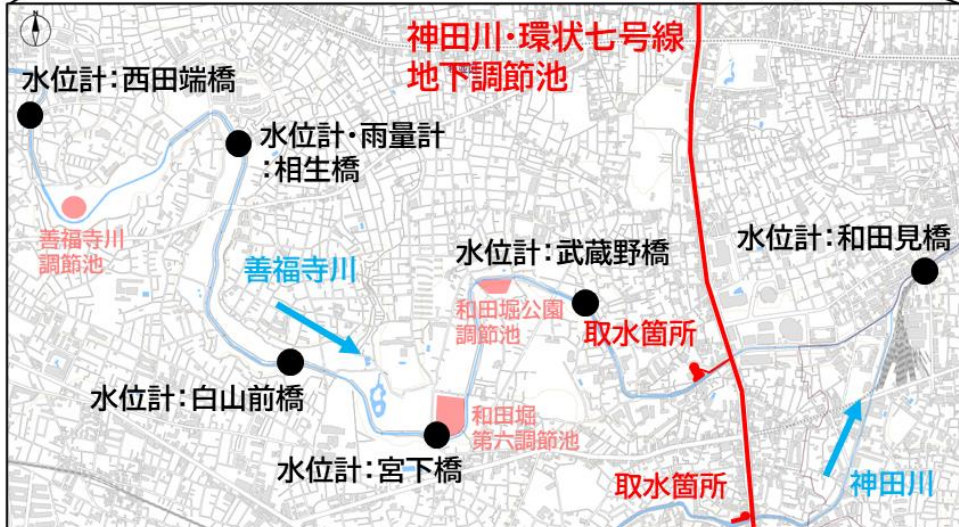 神田川・環状七号線
地下調節池
水位計：西田端橋
水位計・雨量計
：相生橋
善福寺川
調節池
善福寺川
水位計：武蔵野橋
水位計：和田見橋
和田堀公園
調節池
取水箇所
水位計：白山前橋
和田堀
第六調節池
水位計：宮下橋
取水箇所
神田川